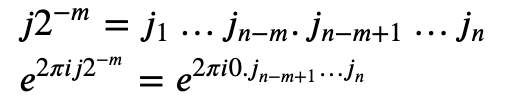 j2^{-m} = j_1 … j_{n-m}. j_{n-m+1} … j_n
e^{2πij2^{-m}} = e^{2πi0.j_{n-m+1}…j_n}